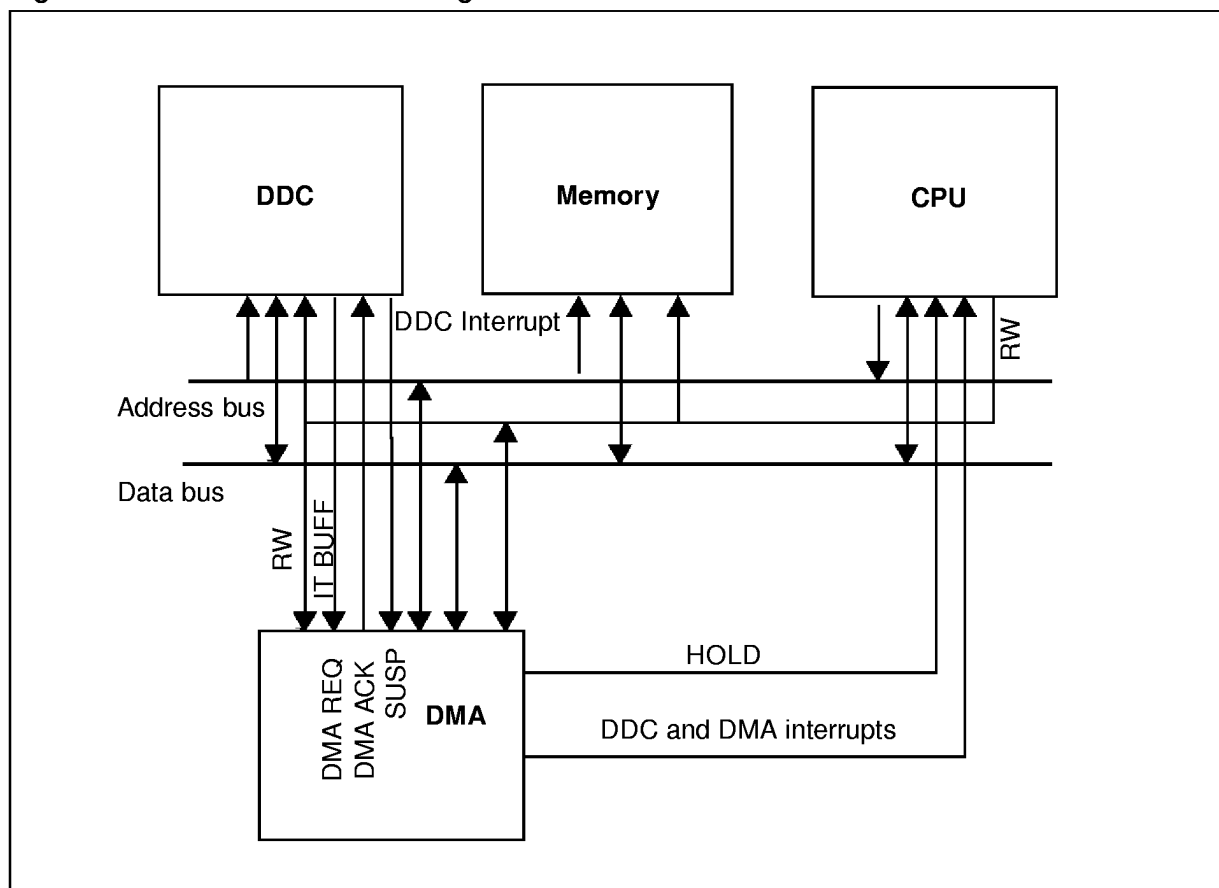 DDC
Memory
CPU
DDC Interrupt
RW
Address bus
Data bus
RW
IT BUFF
DMA REQ
DMA ACK
SUSP
DMA
HOLD
DDC and DMA interrupts